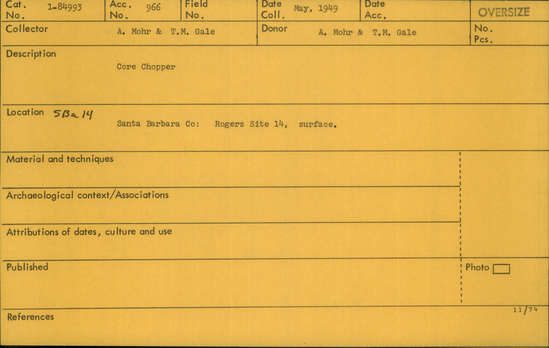 Cat. No. 1-84993 Acc. No. 966 Field No. Date Coll. May, 1949 Date Acc. OVERSIZE
Collector A. Mohr & T.M. Gale Donor A. Mohr & T.M. Gale No. Pcs.
Description
Core Chopper
Location SBa 14
Santa Barbara Co: Rogers Site 14, surface.
Material and techniques
Archaeological context/Associations
Attributions of dates, culture and use
Published Photo
11/74
References